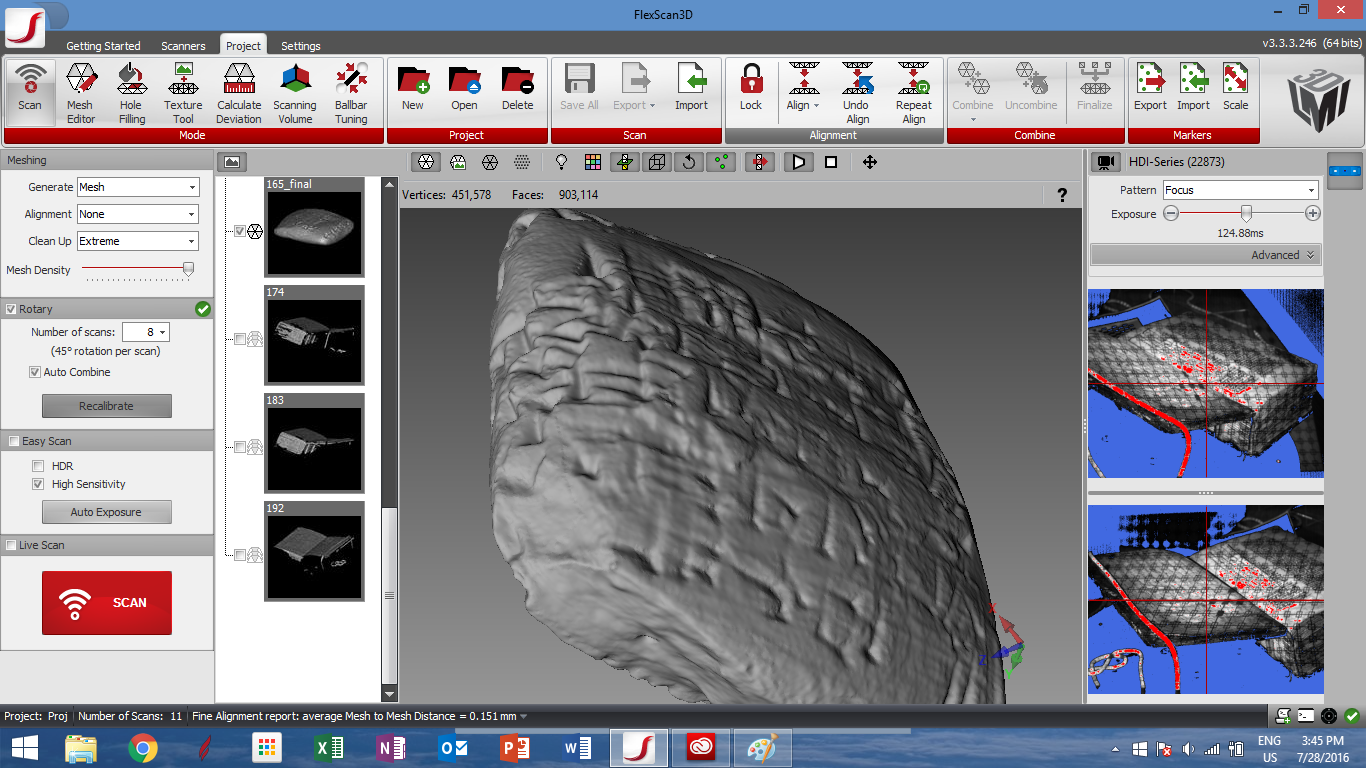 FlexScan3D
Getting Started Scanners Project Settings
v3.3.3.246 (64 bits)
Scan Mesh Editor Hole Filling Texture Tool Calculate Deviation Scanning Volume Ballbar Tuning
Mode
New Open Delete
Project
Save All Export Import
Scan
Lock Align Undo Align Repeat Align
Alignment
Combine Uncombine Finalize
Combine
Export Import Scale
Markers
Meshing
Generate Mesh
Alignment None
Clean Up Extreme
Mesh Density
Rotary
Number of scans: 8
(45º rotation per scan)
Auto Combine
Recalibrate
Easy Scan
HDR
High Sensitivity
Auto Exposure
Live Scan
SCAN
165_final
174
183
192
Vertices: 451,578 Faces: 903,114
?
HDI-Series (22873)
Pattern Focus
Exposure
124.88ms
Advanced
Project: Proj Number of Scans: 11 Fine Alignment report: average Mesh to Mesh Distance = 0.151 mm
ENG
US
3:45 PM
7/28/2016